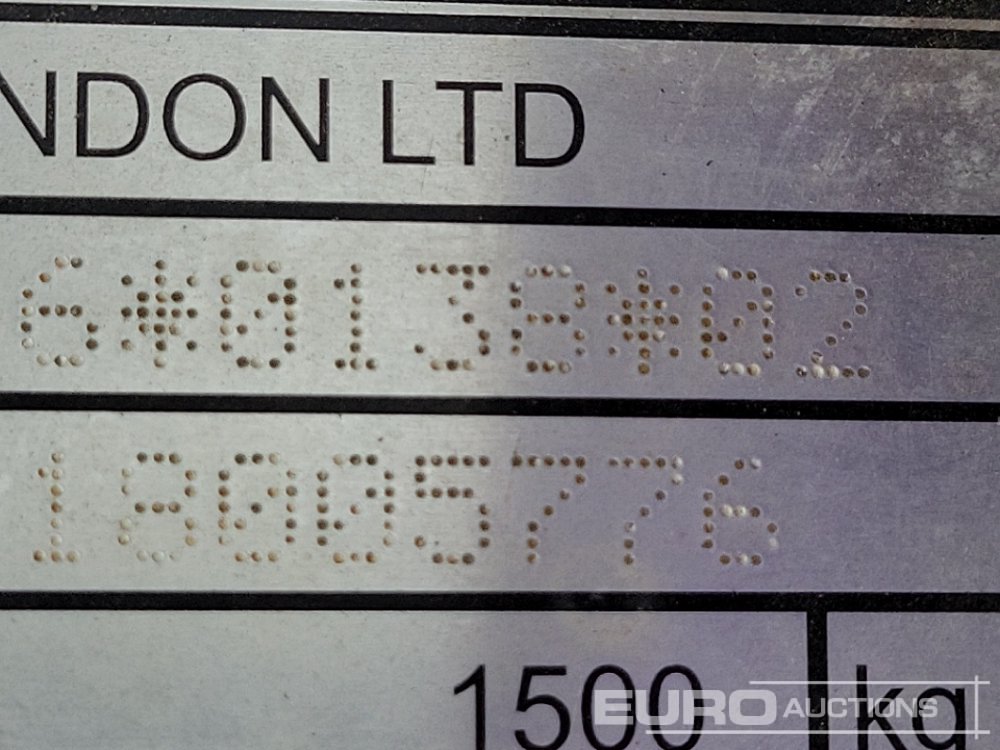 NDON LTD
6*0138*02
18005776
1500 kg
EURO AUCTIONS